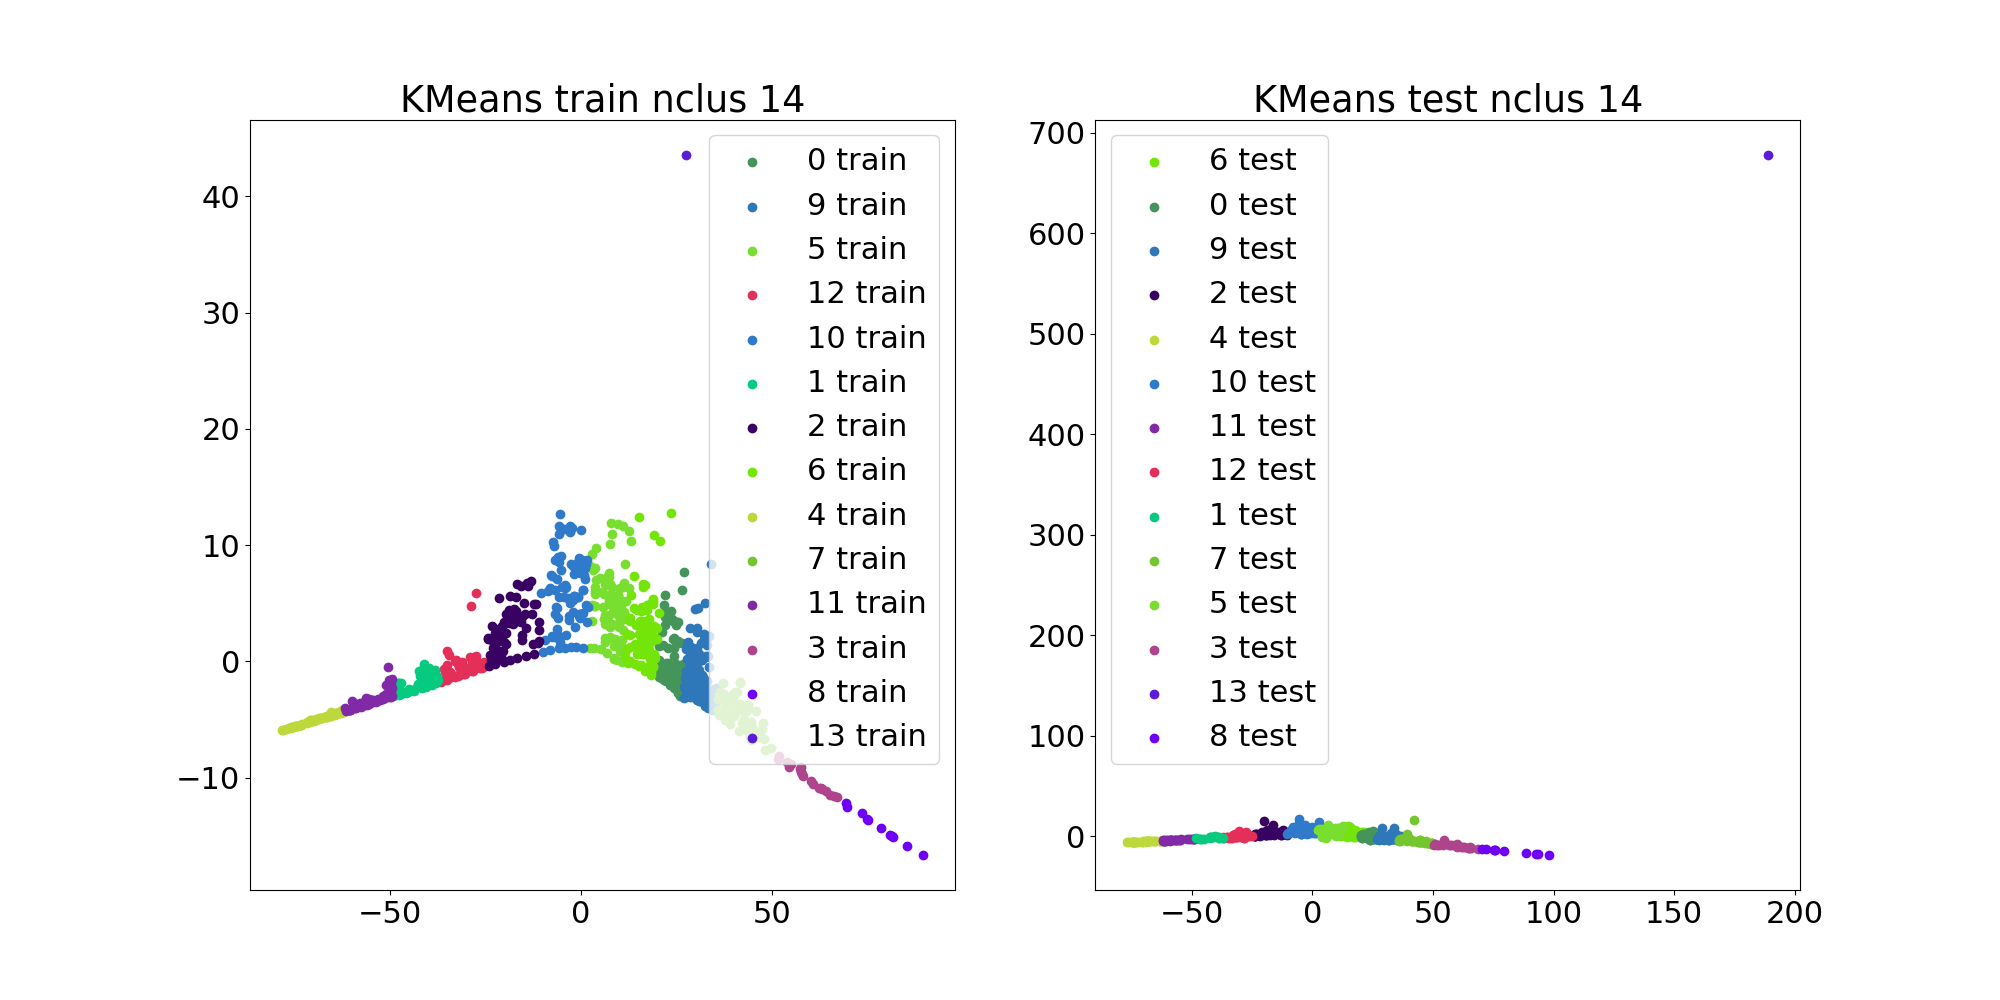 KMeans train nclus 14
40
30
20
10
0
−10
−50
0
50
0 train
9 train
5 train
12 train
10 train
1 train
2 train
6 train
4 train
7 train
11 train
3 train
8 train
13 train
KMeans test nclus 14
700
600
500
400
300
200
100
0
−50
0
50
100
150
200
6 test
0 test
9 test
2 test
4 test
10 test
11 test
12 test
1 test
7 test
5 test
3 test
13 test
8 test